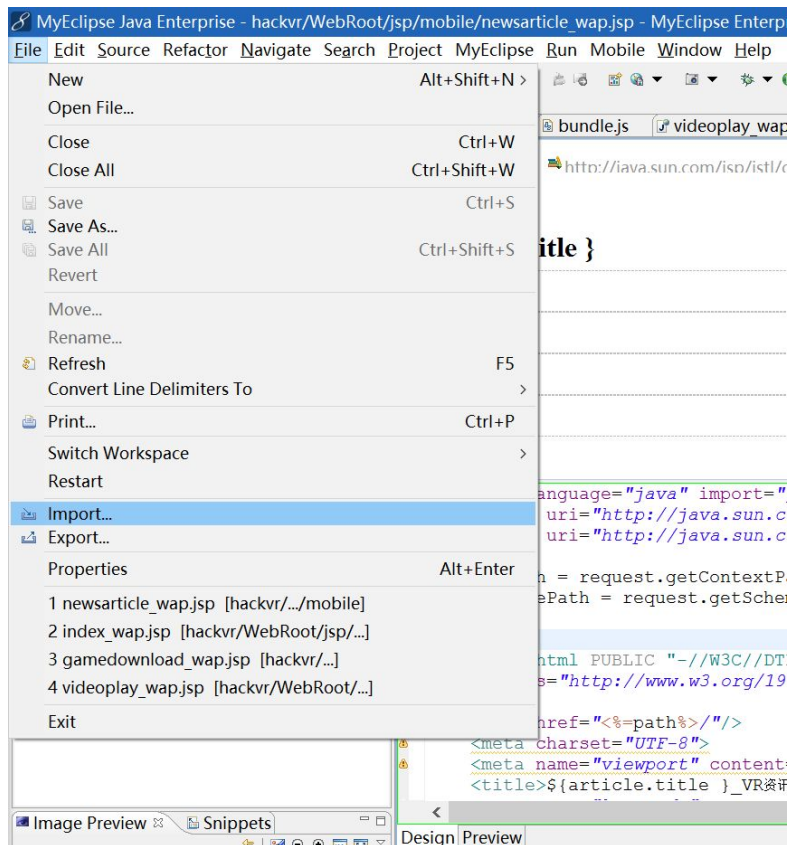 MyEclipse Java Enterprise - hackvr/WebRoot/jsp/mobile/newsarticle_wap.jsp - MyEclipse Enterp
File Edit Source Refactor Navigate Search Project MyEclipse Run Mobile Window Help
New Alt+Shift+N >
Open File...
bundle.js videoplay_wap
Close Ctrl+W
Close All Ctrl+Shift+W
http://java.sun.com/jsp/jstl/c
Save Ctrl+S
Save As...
Save All Ctrl+Shift+S
itle }
Revert
Move...
Rename...
Refresh F5
Convert Line Delimiters To >
Print... Ctrl+P
Switch Workspace >
Restart
anguage="java" import="
Import...
uri="http://java.sun.c
Export...
uri="http://java.sun.c
Properties Alt+Enter
h = request.getContextP
ePath = request.getSche
1 newsarticle_wap.jsp [hackvr/.../mobile]
2 index_wap.jsp [hackvr/WebRoot/jsp/...]
3 gamedownload_wap.jsp [hackvr/...]
html PUBLIC "-//W3C//DT
4 videoplay_wap.jsp [hackvr/WebRoot/...]
s="http://www.w3.org/19
Exit
href="<%=path%>/"/>
<meta charset="UTF-8">
<meta name="viewport" content=
<title>${article.title }_VR资讯
Image Preview Snippets
Design Preview